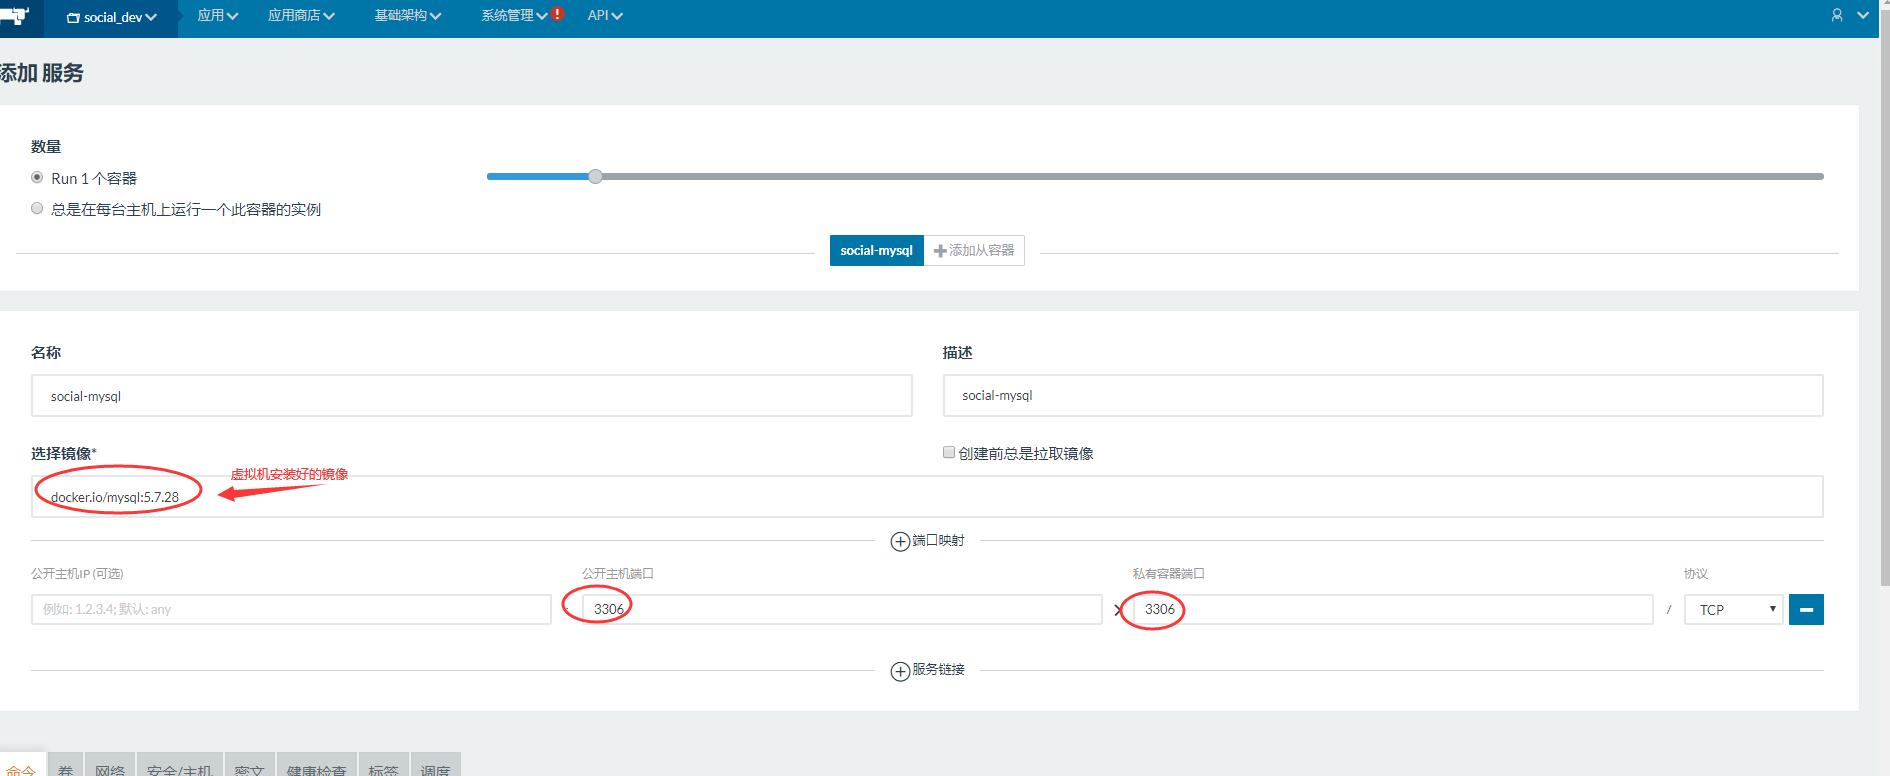 social_dev 应用 应用商店 基础架构 系统管理 ! API
添加 服务
数量
Run 1 个容器
总是在每台主机上运行一个此容器的实例
social-mysql 添加从容器
名称 描述
social-mysql social-mysql
选择镜像* 创建前总是拉取镜像
虚拟机安装好的镜像
docker.io/mysql:5.7.28
端口映射
公开主机IP (可选) 公开主机端口 私有容器端口 协议
例如: 1.2.3.4; 默认: any : 3306 > 3306 / TCP
服务链接
命令 卷 网络 安全/主机 密文 健康检查 标签 调度